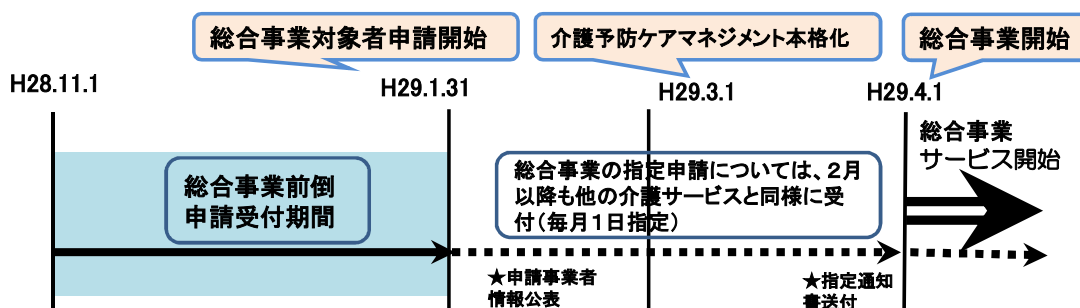 総合事業対象者申請開始
介護予防ケアマネジメント本格化
総合事業開始
H28.11.1
H29.1.31
H29.3.1
H29.4.1
総合事業
サービス開始
総合事業前倒
申請受付期間
総合事業の指定申請については、2月
以降も他の介護サービスと同様に受
付(毎月1日指定)
★申請事業者
情報公表
★指定通知
書送付